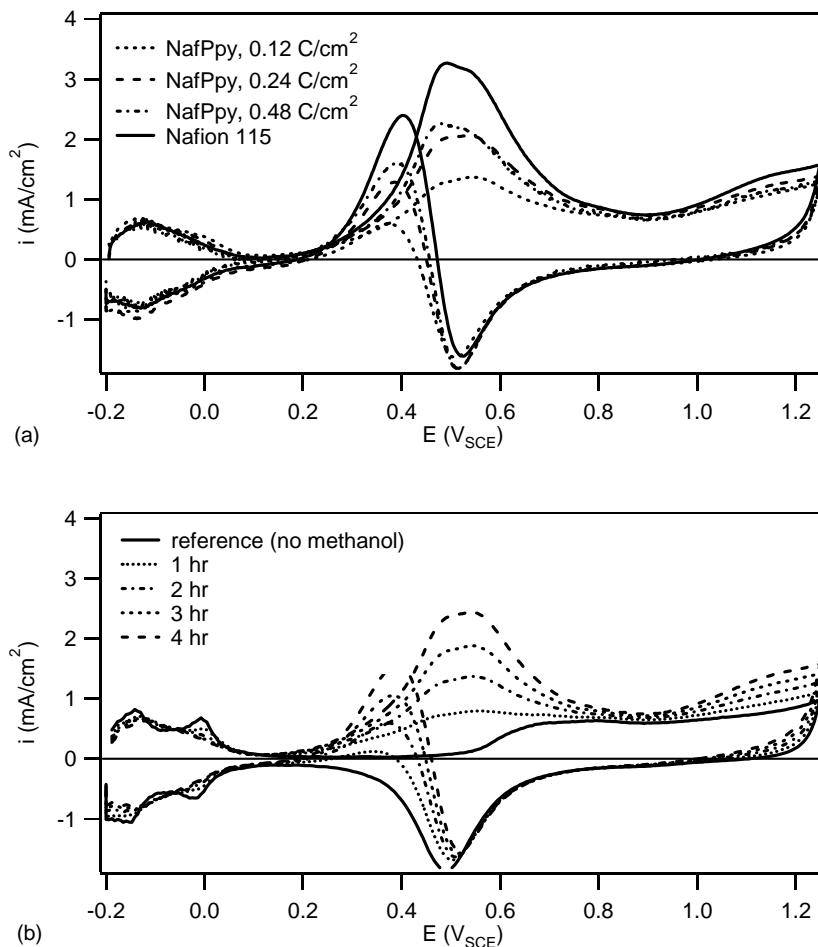 4
3
2
1
0
-1
i (mA/cm²)
NafPpy, 0.12 C/cm²
NafPpy, 0.24 C/cm²
NafPpy, 0.48 C/cm²
Nafion 115
-0.2 0.0 0.2 0.4 0.6 0.8 1.0 1.2
(a) E (V_SCE)
4
3
2
1
0
-1
i (mA/cm²)
reference (no methanol)
1 hr
2 hr
3 hr
4 hr
-0.2 0.0 0.2 0.4 0.6 0.8 1.0 1.2
(b) E (V_SCE)